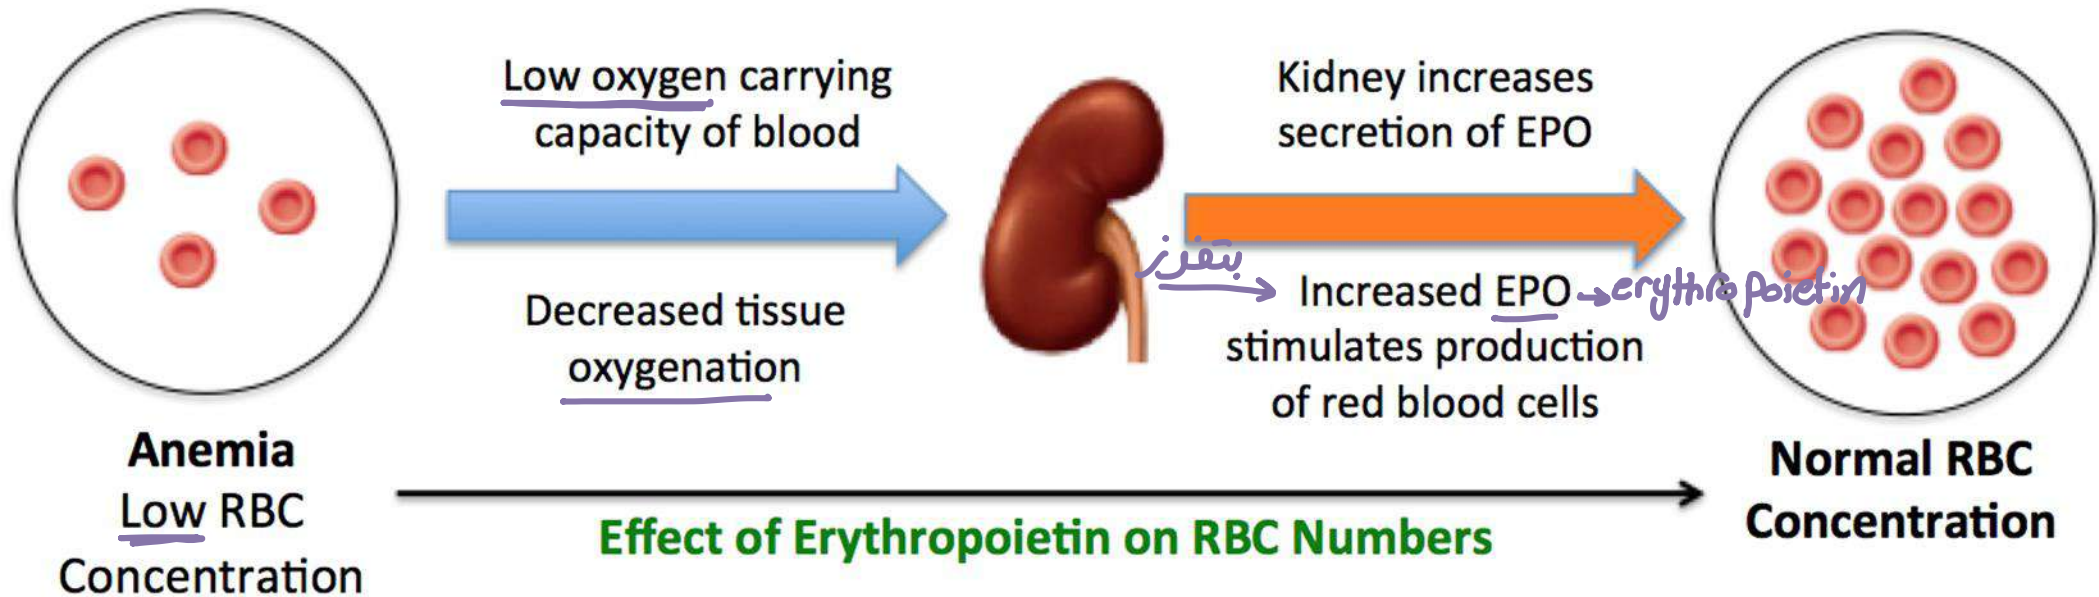 Low oxygen carrying
capacity of blood
Decreased tissue
oxygenation
Kidney increases
secretion of EPO
بتفرز
Increased EPO → erythropoietin
stimulates production
of red blood cells
Anemia
Low RBC
Concentration
Effect of Erythropoietin on RBC Numbers
Normal RBC
Concentration